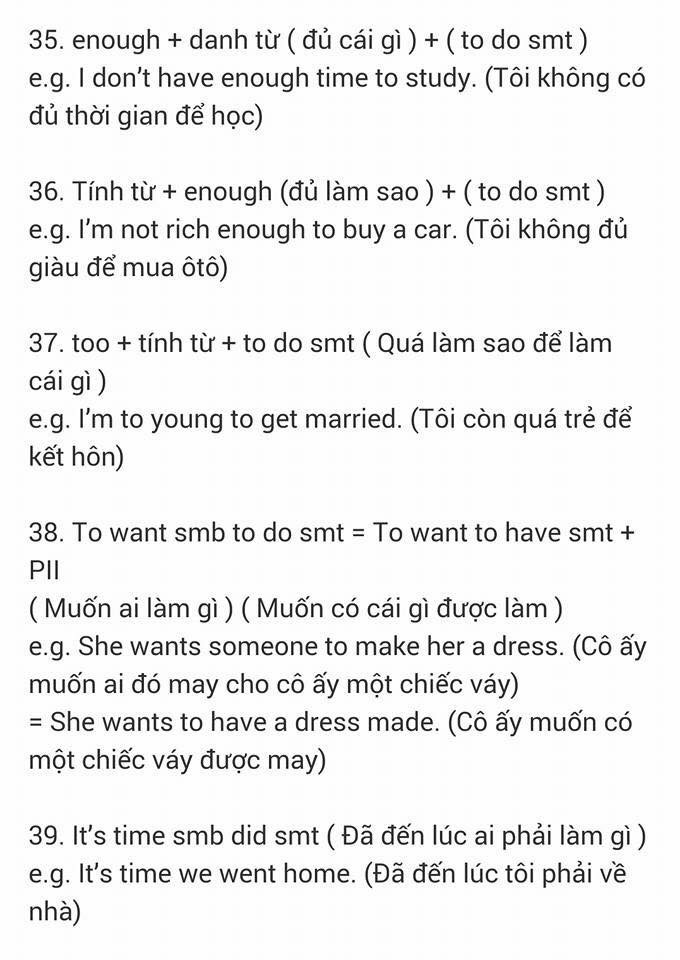 35. enough + danh từ ( đủ cái gì ) + ( to do smt )
e.g. I don’t have enough time to study. (Tôi không có
đủ thời gian để học)
36. Tính từ + enough (đủ làm sao ) + ( to do smt )
e.g. I’m not rich enough to buy a car. (Tôi không đủ
giàu để mua ôtô)
37. too + tính từ + to do smt ( Quá làm sao để làm
cái gì )
e.g. I’m to young to get married. (Tôi còn quá trẻ để
kết hôn)
38. To want smb to do smt = To want to have smt +
PII
( Muốn ai làm gì ) ( Muốn có cái gì được làm )
e.g. She wants someone to make her a dress. (Cô ấy
muốn ai đó may cho cô ấy một chiếc váy)
= She wants to have a dress made. (Cô ấy muốn có
một chiếc váy được may)
39. It’s time smb did smt ( Đã đến lúc ai phải làm gì )
e.g. It’s time we went home. (Đã đến lúc tôi phải về
nhà)